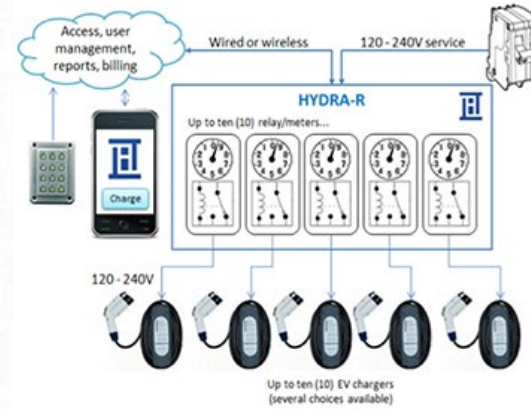 Access, user
management,
reports, billing
Wired or wireless
120 - 240V service
HYDRA-R
Up to ten (10) relay/meters...
Charge
120 - 240V
Up to ten (10) EV chargers
(several choices available)